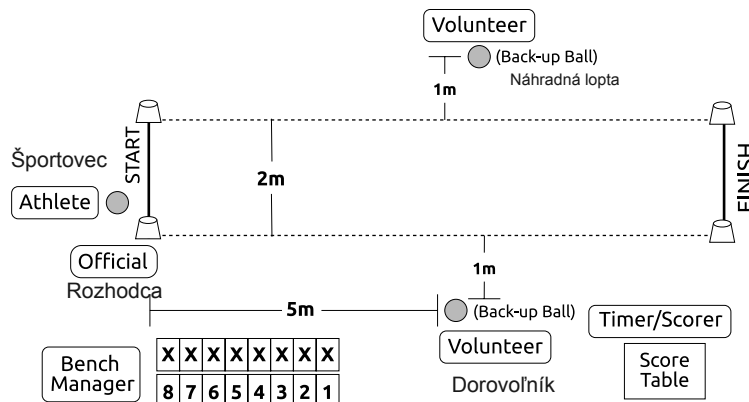 Volunteer
(Back-up Ball)
Náhradná lopta
1m
START
FINISH
2m
Športovec
Athlete
Official
Rozhodca
1m
5m
(Back-up Ball)
Volunteer
Dorovoľník
Timer/Scorer
Score
Table
Bench
Manager
X X X X X X X X
8 7 6 5 4 3 2 1